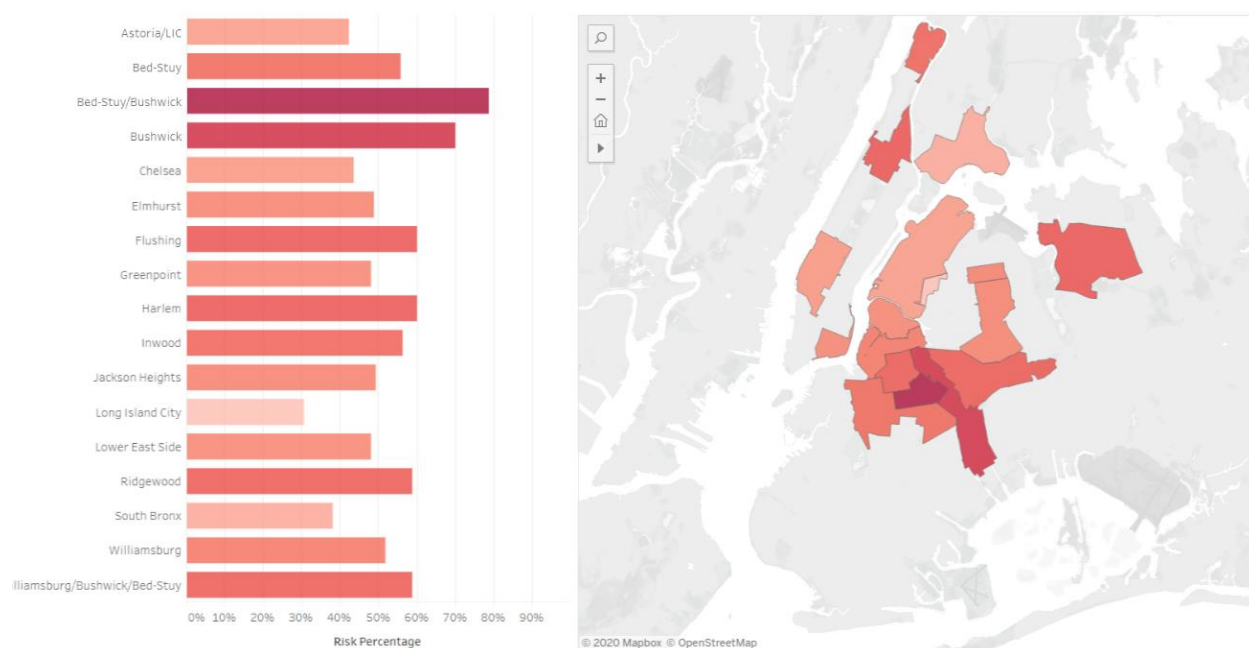 Astoria/LIC
Bed-Stuy
Bed-Stuy/Bushwick
Bushwick
Chelsea
Elmhurst
Flushing
Greenpoint
Harlem
Inwood
Jackson Heights
Long Island City
Lower East Side
Ridgewood
South Bronx
Williamsburg
lliamsburg/Bushwick/Bed-Stuy
0% 10% 20% 30% 40% 50% 60% 70% 80% 90%
Risk Percentage
© 2020 Mapbox © OpenStreetMap